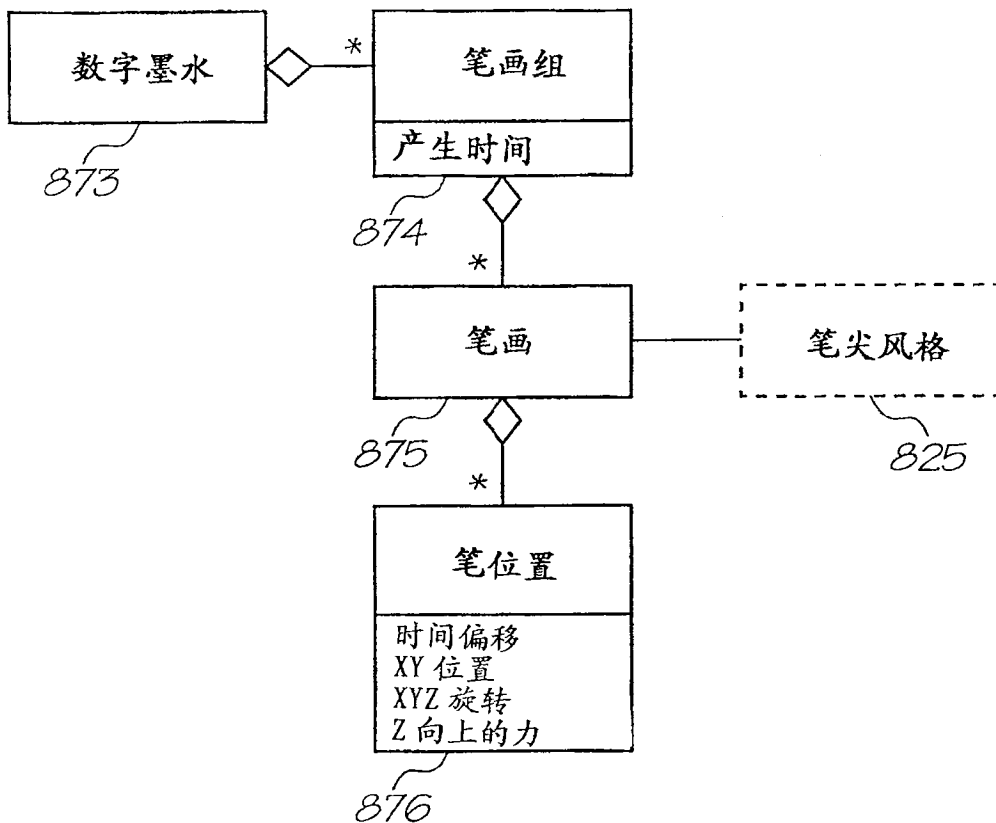 数字墨水
873
*
笔画组
产生时间
874
*
笔画
875
笔尖风格
825
*
笔位置
时间偏移
XY 位置
XYZ 旋转
Z 向上的力
876